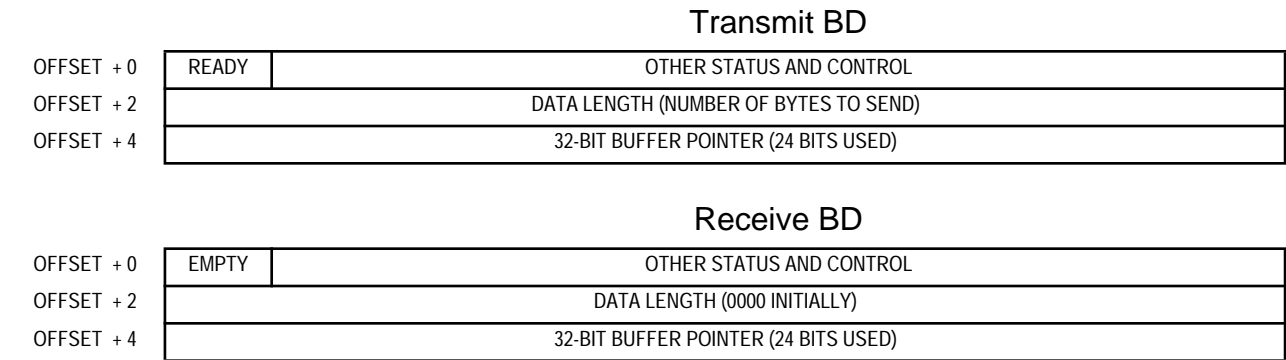 Transmit BD
OFFSET + 0 READY OTHER STATUS AND CONTROL
OFFSET + 2 DATA LENGTH (NUMBER OF BYTES TO SEND)
OFFSET + 4 32-BIT BUFFER POINTER (24 BITS USED)
Receive BD
OFFSET + 0 EMPTY OTHER STATUS AND CONTROL
OFFSET + 2 DATA LENGTH (0000 INITIALLY)
OFFSET + 4 32-BIT BUFFER POINTER (24 BITS USED)